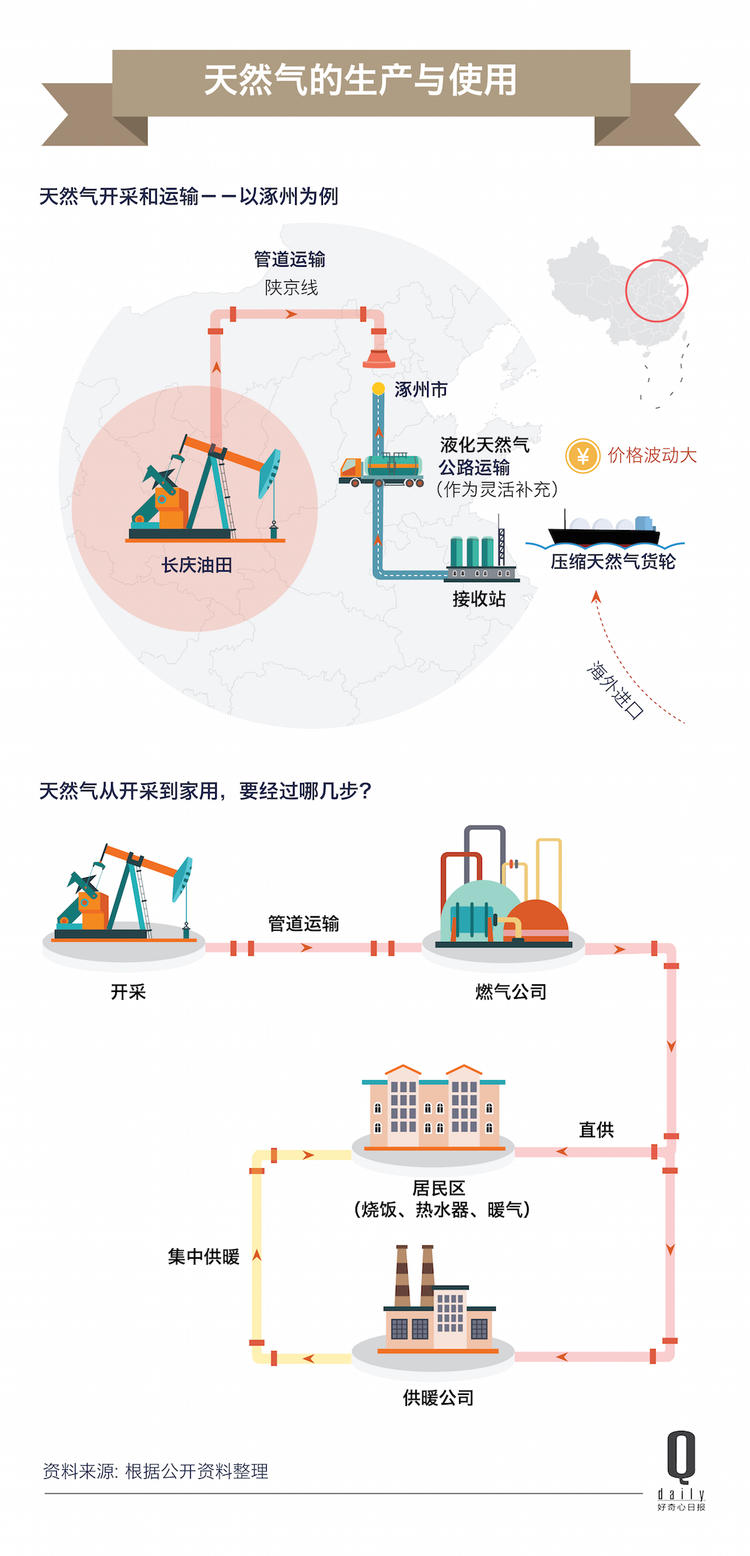 天然气的生产与使用
天然气开采和运输——以涿州为例
管道运输
陕京线
涿州市
液化天然气
公路运输
（作为灵活补充）
¥ 价格波动大
长庆油田
接收站
压缩天然气货轮
海外进口
天然气从开采到家用，要经过哪几步？
管道运输
开采
燃气公司
直供
居民区
（烧饭、热水器、暖气）
集中供暖
供暖公司
资料来源: 根据公开资料整理
Q
daily
好奇心日报